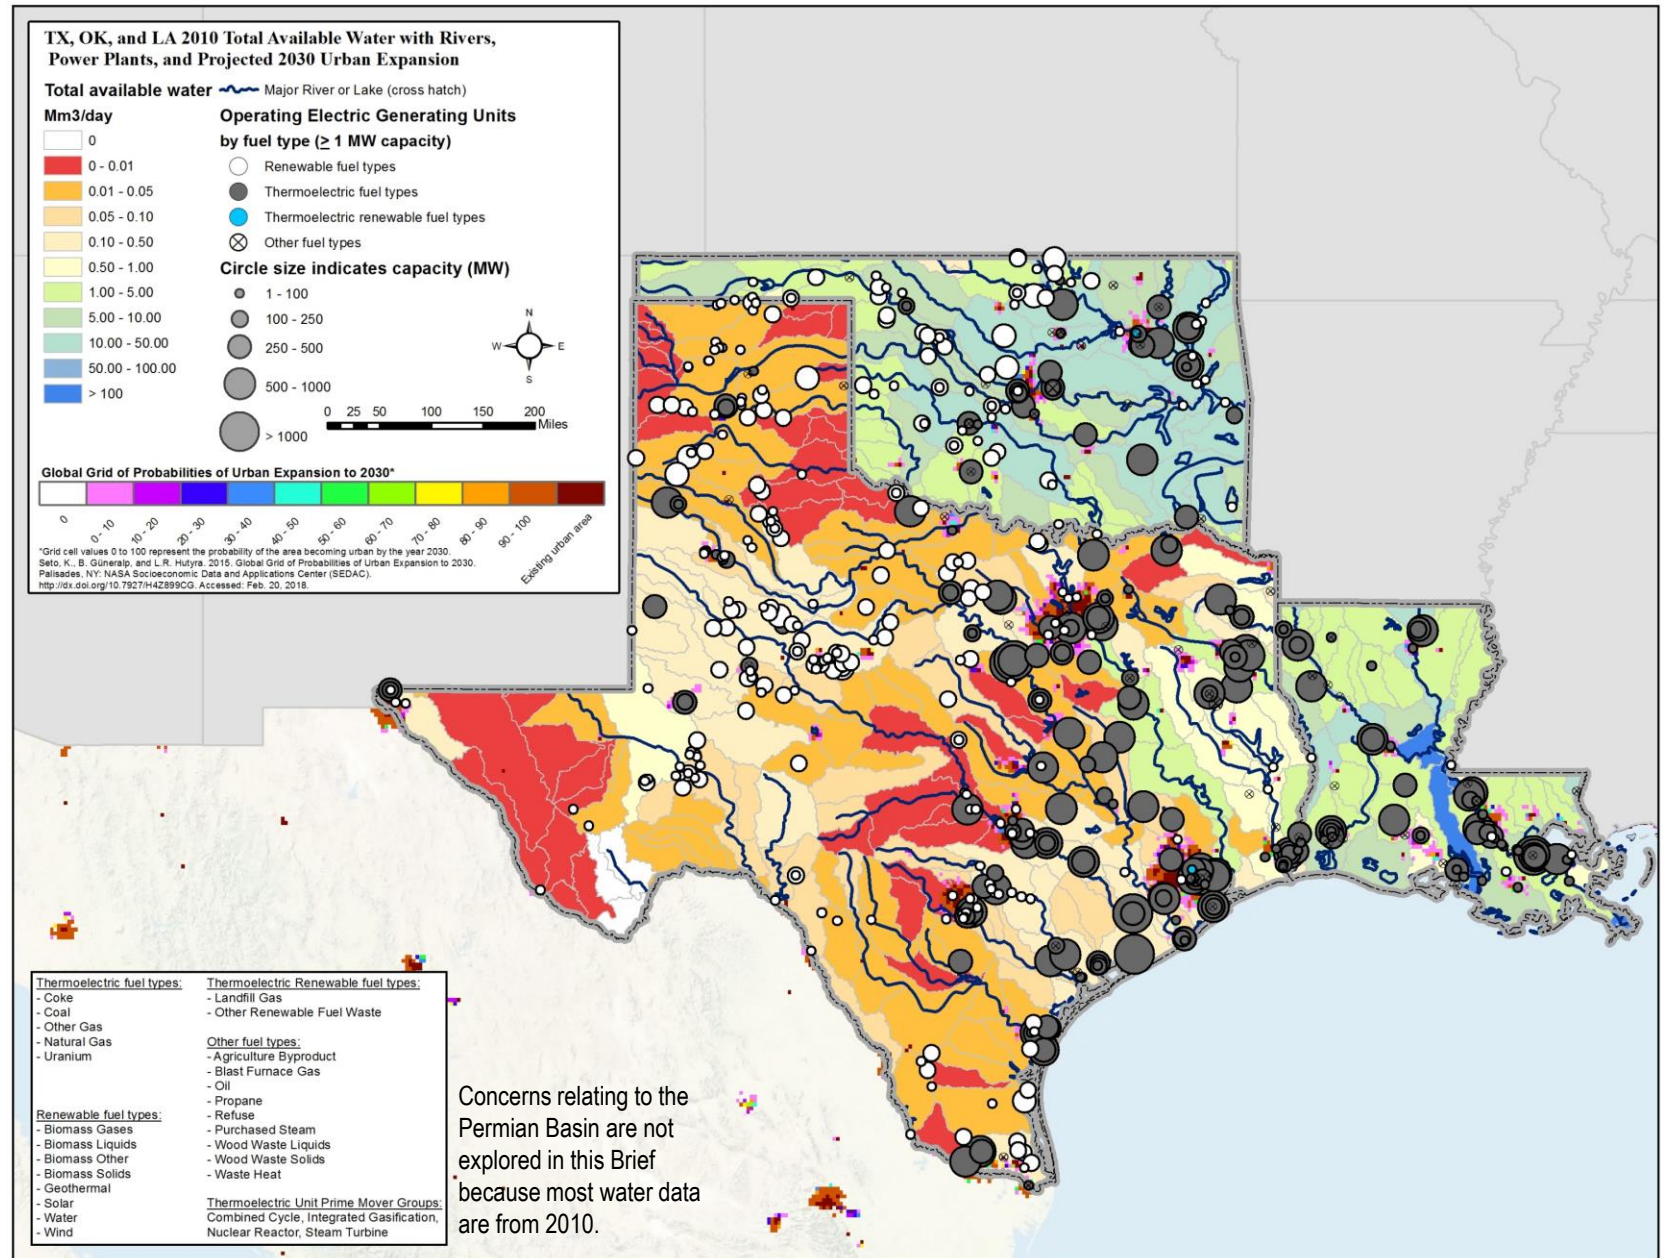 TX, OK, and LA 2010 Total Available Water with Rivers,
Power Plants, and Projected 2030 Urban Expansion
Total available water
Major River or Lake (cross hatch)
Mm3/day
0
0 - 0.01
0.01 - 0.05
0.05 - 0.10
0.10 - 0.50
0.50 - 1.00
1.00 - 5.00
5.00 - 10.00
10.00 - 50.00
50.00 - 100.00
> 100
Operating Electric Generating Units
by fuel type (≥ 1 MW capacity)
Renewable fuel types
Thermoelectric fuel types
Thermoelectric renewable fuel types
Other fuel types
Circle size indicates capacity (MW)
1 - 100
100 - 250
250 - 500
500 - 1000
> 1000
N
W
E
S
0 25 50 100 150 200
Miles
Global Grid of Probabilities of Urban Expansion to 2030*
0
0 - 10
10 - 20
20 - 30
30 - 40
40 - 50
50 - 60
60 - 70
70 - 80
80 - 90
90 - 100
Existing urban area
*Grid cell values 0 to 100 represent the probability of the area becoming urban by the year 2030.
Seto, K., B. Güneralp, and L.R. Hutyra. 2015. Global Grid of Probabilities of Urban Expansion to 2030.
Palisades, NY: NASA Socioeconomic Data and Applications Center (SEDAC).
http://dx.doi.org/10.7927/H4Z899CG. Accessed: Feb. 20, 2018.
Thermoelectric fuel types:
- Coke
- Coal
- Other Gas
- Natural Gas
- Uranium
Renewable fuel types:
- Biomass Gases
- Biomass Liquids
- Biomass Other
- Biomass Solids
- Geothermal
- Solar
- Water
- Wind
Thermoelectric Renewable fuel types:
- Landfill Gas
- Other Renewable Fuel Waste
Other fuel types:
- Agriculture Byproduct
- Blast Furnace Gas
- Oil
- Propane
- Refuse
- Purchased Steam
- Wood Waste Liquids
- Wood Waste Solids
- Waste Heat
Thermoelectric Unit Prime Mover Groups:
Combined Cycle, Integrated Gasification,
Nuclear Reactor, Steam Turbine
Concerns relating to the
Permian Basin are not
explored in this Brief
because most water data
are from 2010.